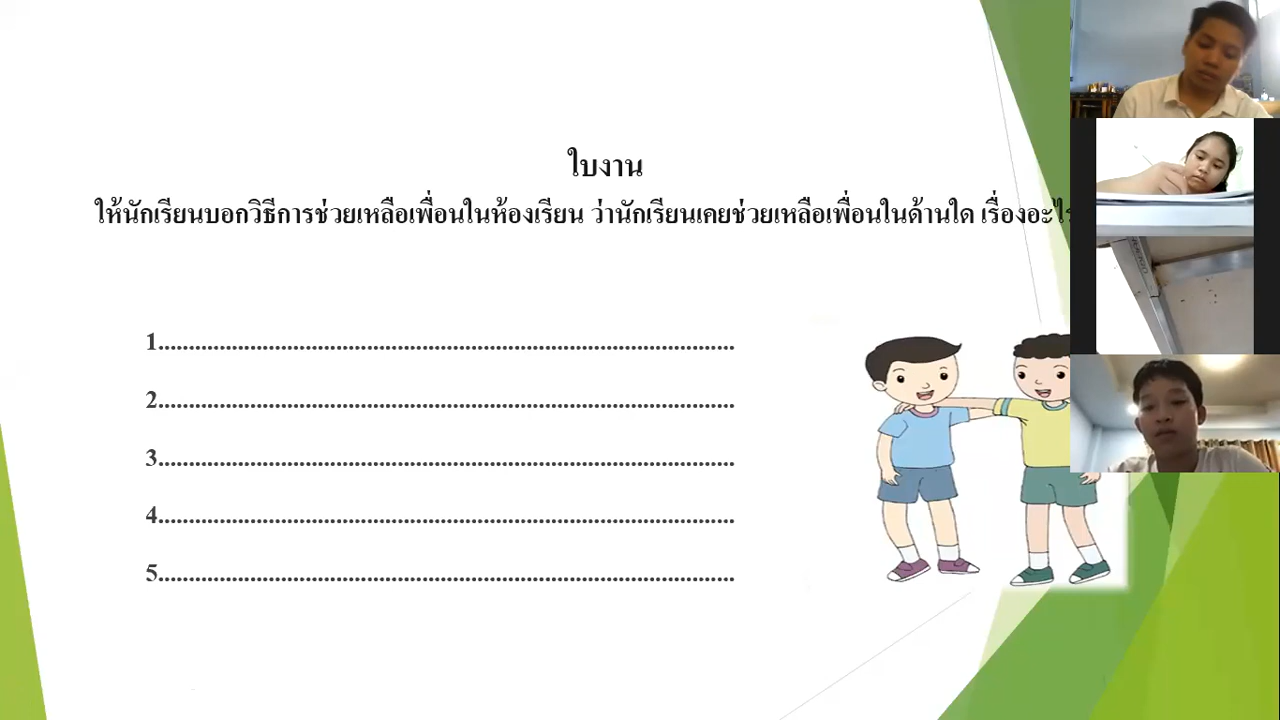 ใบงาน
ให้นักเรียนบอกวิธีการช่วยเหลือเพื่อนในห้องเรียน ว่านักเรียนเคยช่วยเหลือเพื่อนในด้านใด เรื่องอะไร
1................................................................................................
2................................................................................................
3................................................................................................
4................................................................................................
5................................................................................................